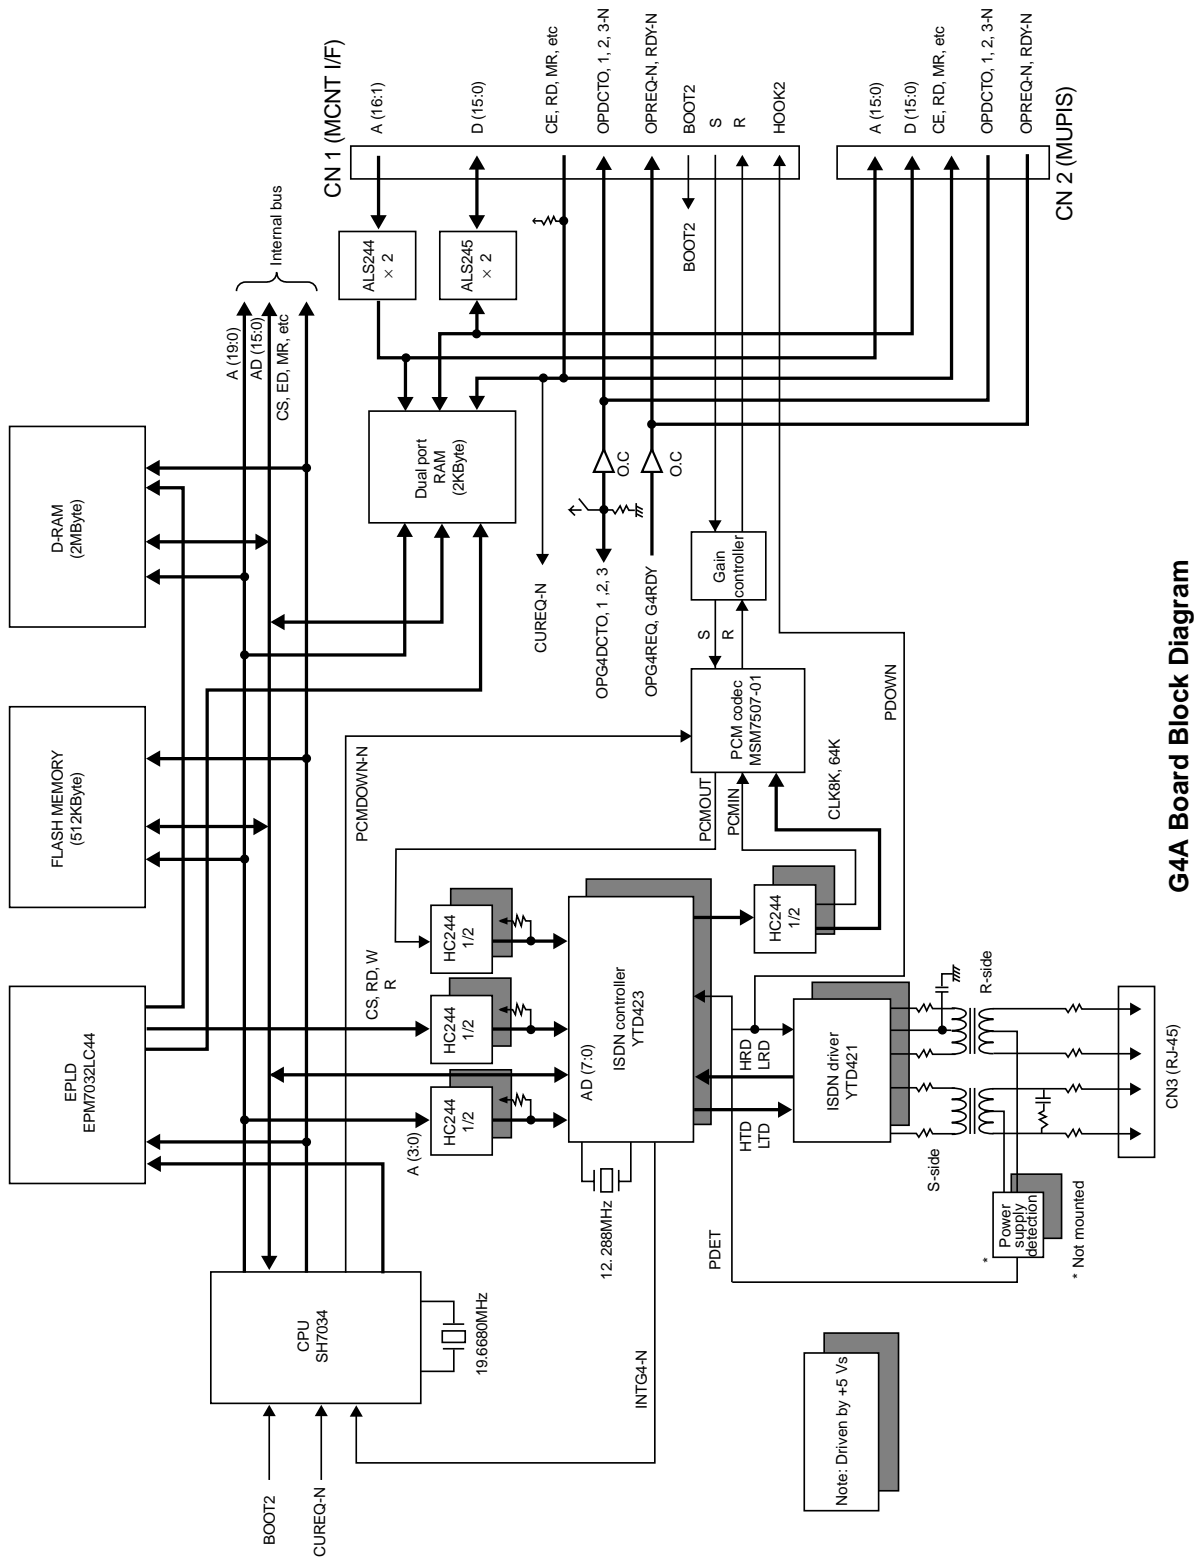 EPLD
EPM7032LC44
FLASH MEMORY
(512KByte)
D-RAM
(2MByte)
Internal bus
A (19:0)
AD (15:0)
CS, ED, MR, etc
CPU
SH7034
19.6680MHz
BOOT2
CUREQ-N
INTG4-N
PCMDOWN-N
CN 1 (MCNT I/F)
A (16:1)
D (15:0)
CE, RD, MR, etc
OPDCTO, 1, 2, 3-N
OPREQ-N, RDY-N
BOOT2
S
R
HOOK2
ALS244
× 2
ALS245
× 2
BOOT2
Dual port
RAM
(2KByte)
CUREQ-N
O.C
O.C
OPG4DCTO, 1 ,2, 3
OPG4REQ, G4RDY
Gain
controller
S
R
PCM codec
MSM7507-01
PCMOUT
PCMIN
CLK8K, 64K
PDOWN
CN 2 (MUPIS)
A (15:0)
D (15:0)
CE, RD, MR, etc
OPDCTO, 1, 2, 3-N
OPREQ-N, RDY-N
A (3:0)
HC244
1/2
CS, RD, W
R
HC244
1/2
HC244
1/2
AD (7:0)
ISDN controller
YTD423
12. 288MHz
HC244
1/2
PDET
HTD
LTD
HRD
LRD
ISDN driver
YTD421
S-side
R-side
Power
supply
detection
*
* Not mounted
CN3 (RJ-45)
Note: Driven by +5 Vs
G4A Board Block Diagram